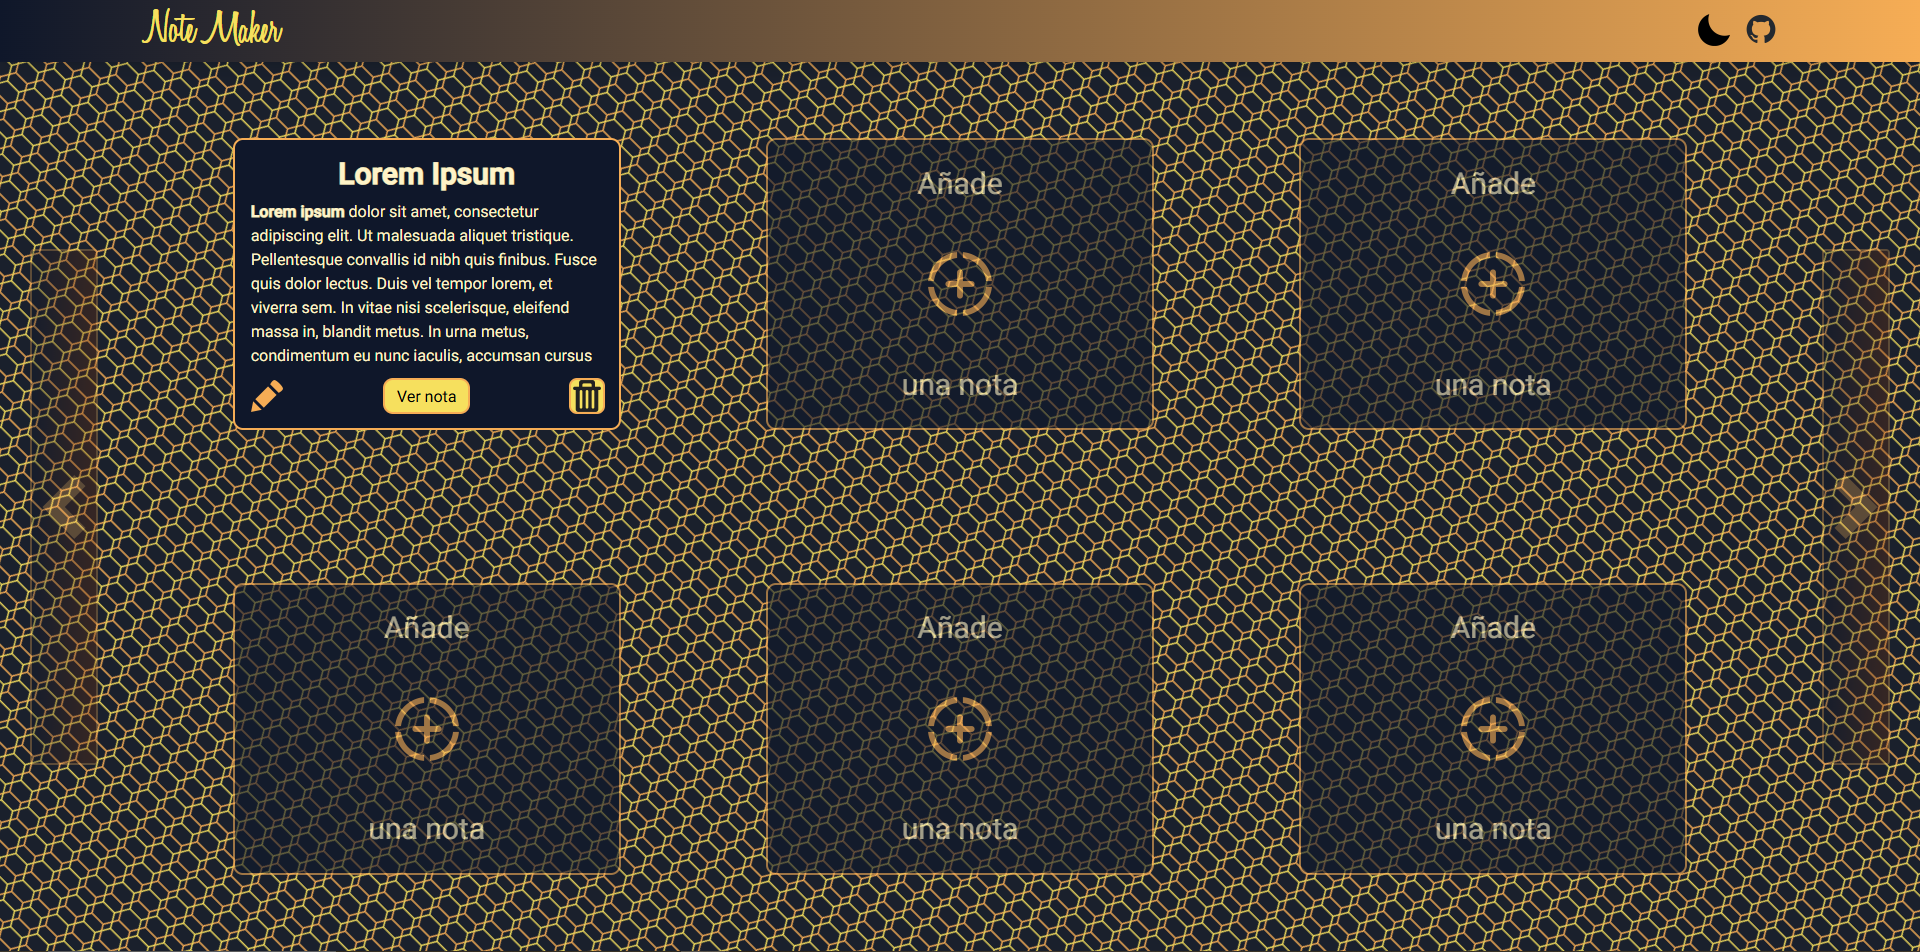 Note Maker
Lorem Ipsum
Lorem ipsum dolor sit amet, consectetur
adipiscing elit. Ut malesuada aliquet tristique.
Pellentesque convallis id nibh quis finibus. Fusce
quis dolor lectus. Duis vel tempor lorem, et
viverra sem. In vitae nisi scelerisque, eleifend
massa in, blandit metus. In urna metus,
condimentum eu nunc iaculis, accumsan cursus
Ver nota
Añade
una nota
Añade
una nota
Añade
una nota
Añade
una nota
Añade
una nota